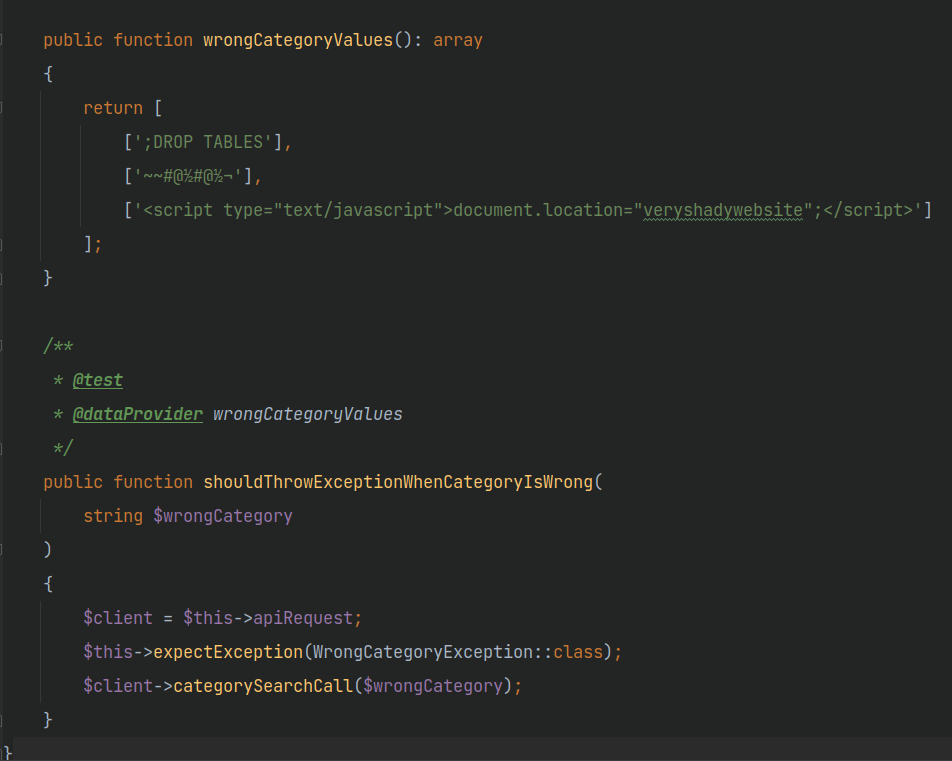 public function wrongCategoryValues(): array
{
return [
[';DROP TABLES'],
['~~#@½#@½¬'],
['<script type="text/javascript">document.location="veryshadywebsite";</script>']
];
}
/**
* @test
* @dataProvider wrongCategoryValues
*/
public function shouldThrowExceptionWhenCategoryIsWrong(
string $wrongCategory
)
{
$client = $this->apiRequest;
$this->expectException(WrongCategoryException::class);
$client->categorySearchCall($wrongCategory);
}
}